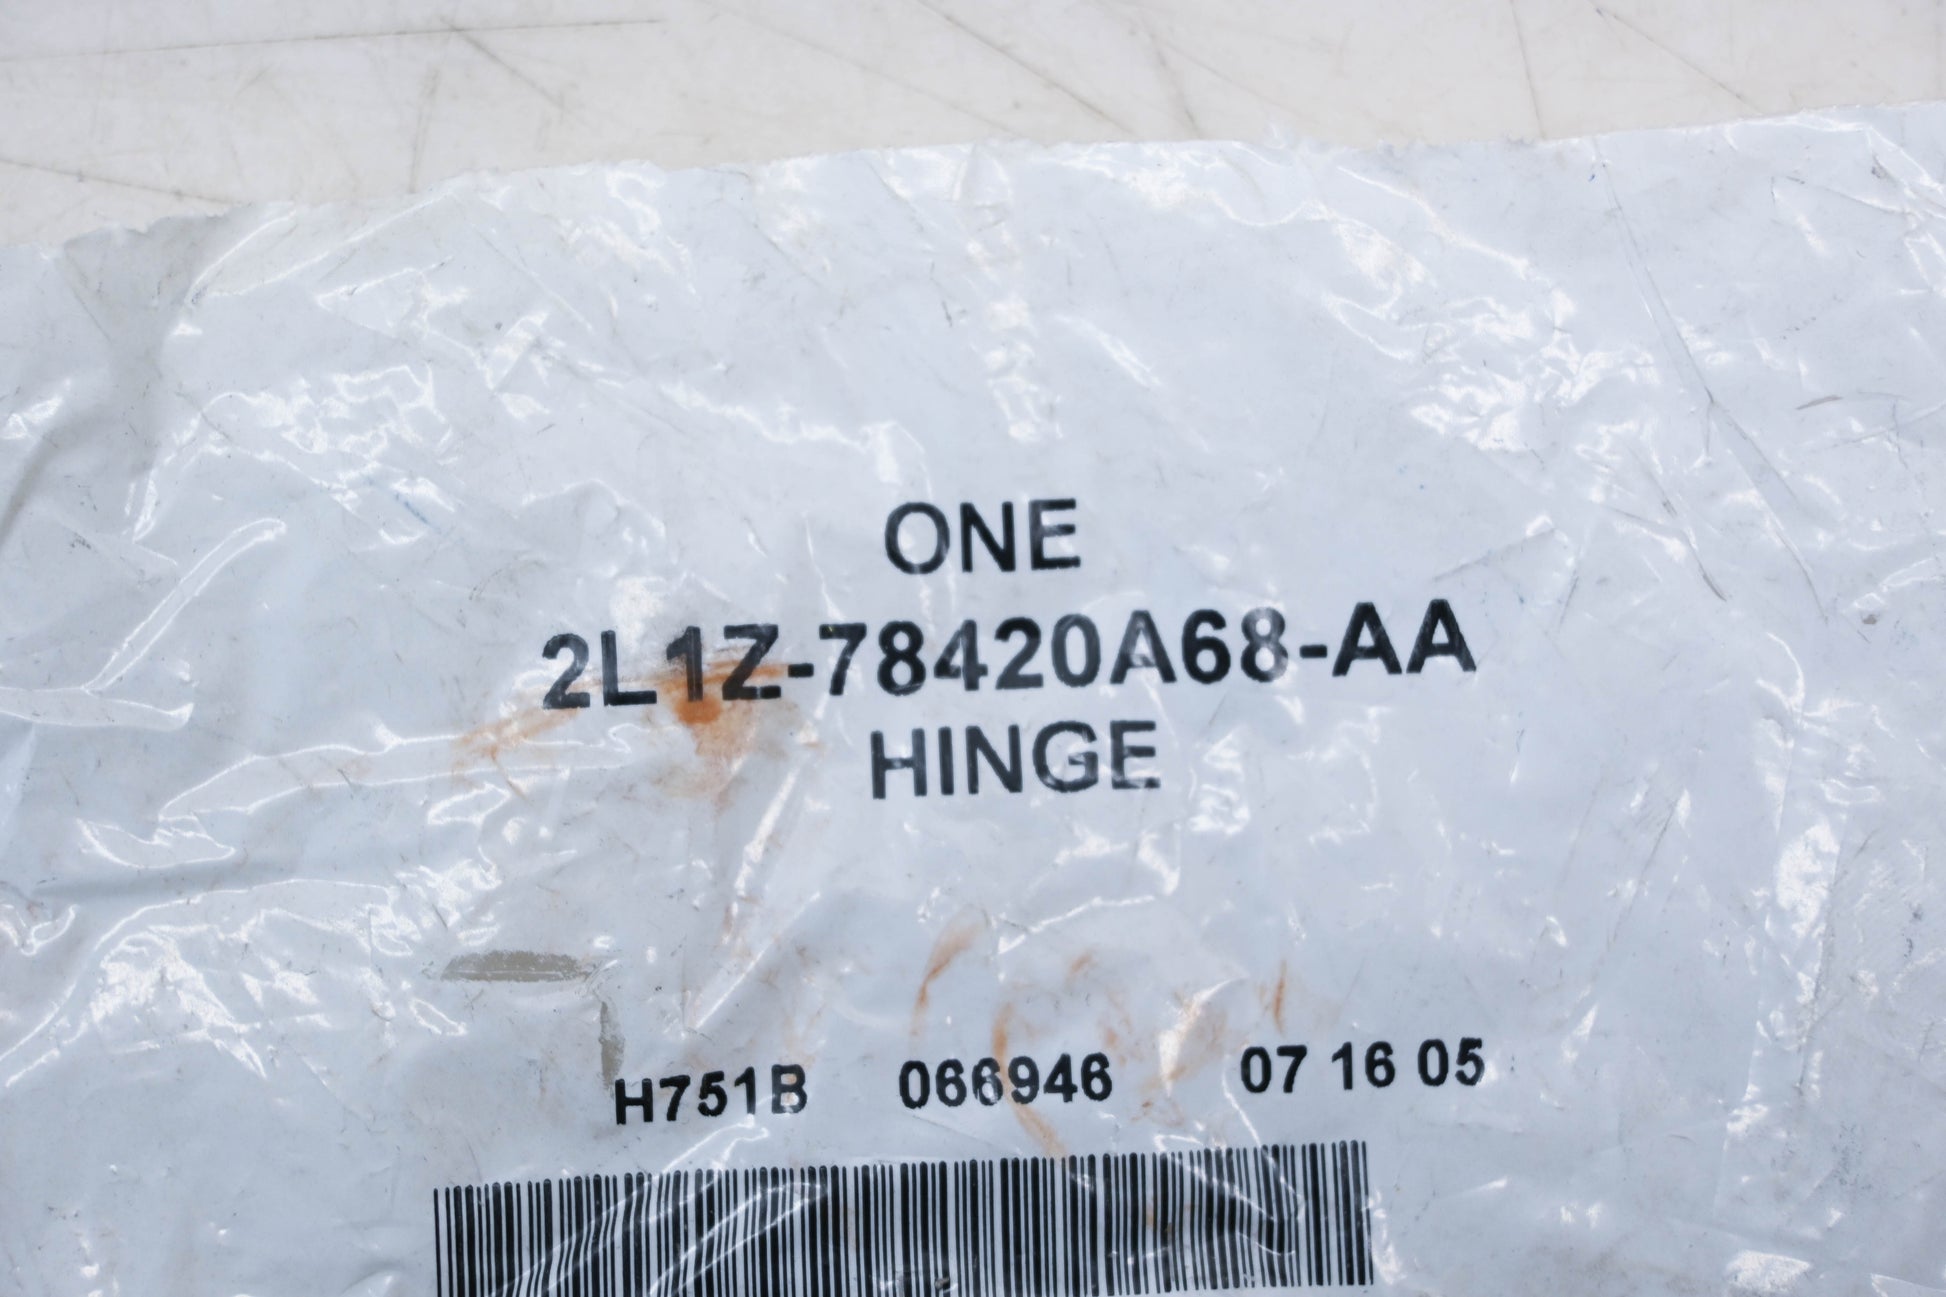 ONE
2L1Z-78420A68-AA
HINGE
H751B 066946 07 16 05